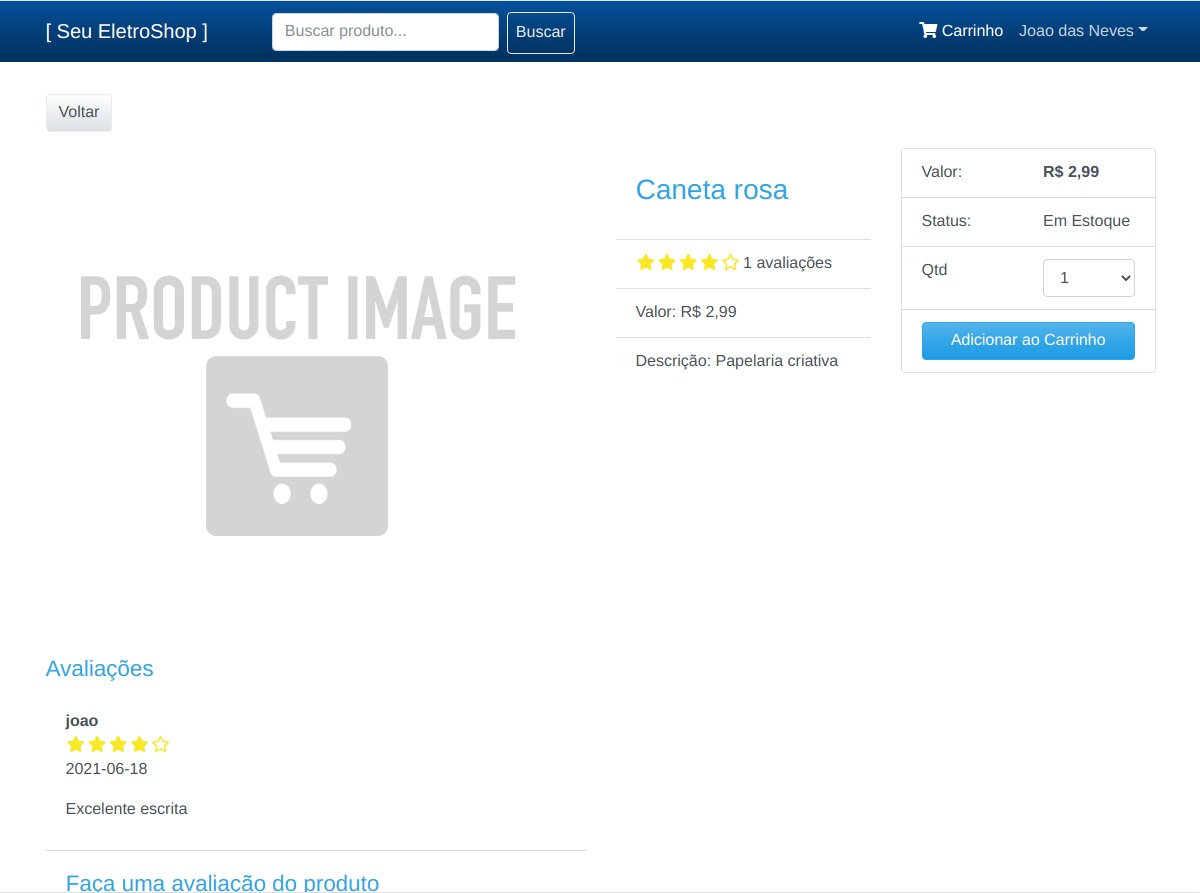 [ Seu EletroShop ]
Buscar produto...
Buscar
Carrinho
Joao das Neves
Voltar
PRODUCT IMAGE
Caneta rosa
1 avaliações
Valor: R$ 2,99
Descrição: Papelaria criativa
Valor: R$ 2,99
Status: Em Estoque
Qtd 1
Adicionar ao Carrinho
Avaliações
joao
2021-06-18
Excelente escrita
Faça uma avaliação do produto